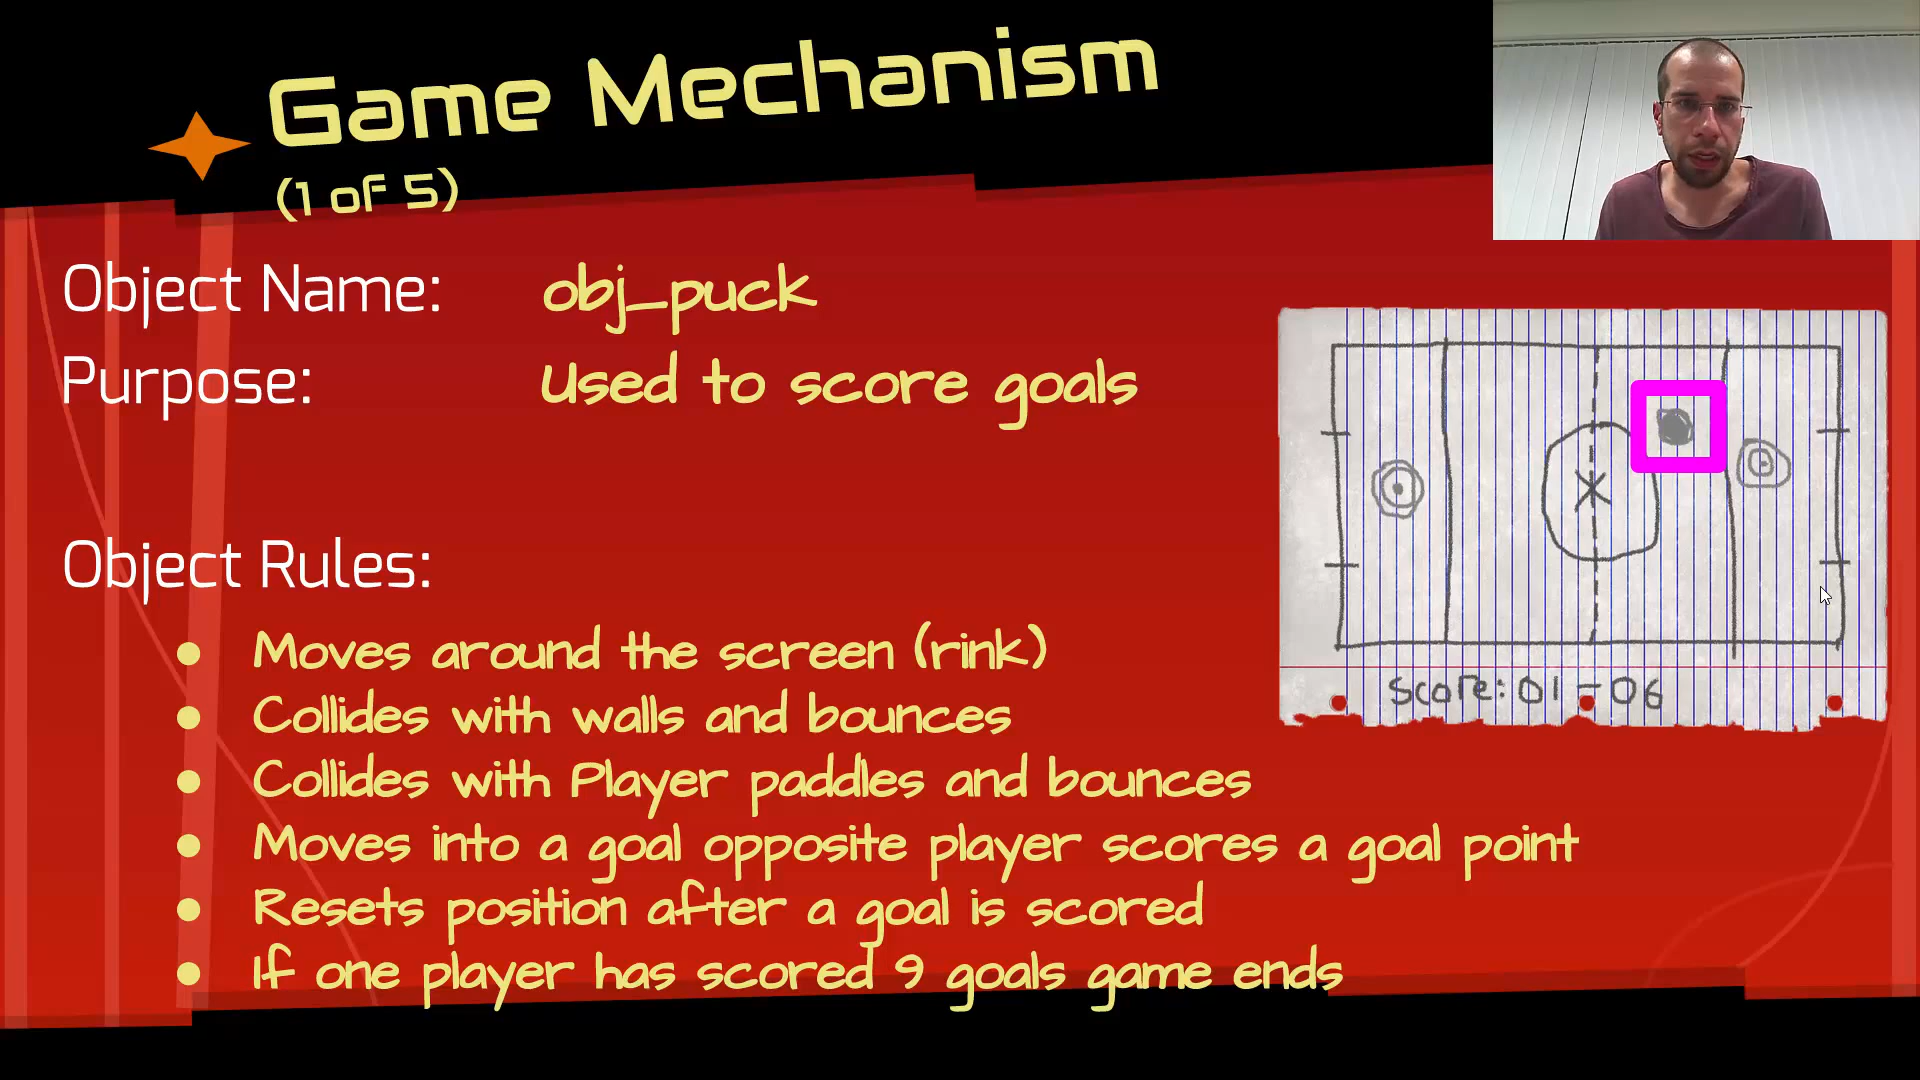 Game Mechanism
(1 of 5)
Object Name: obj_puck
Purpose: Used to score goals
Object Rules:
● Moves around the screen (rink)
● Collides with walls and bounces
● Collides with Player paddles and bounces
● Moves into a goal opposite player scores a goal point
● Resets position after a goal is scored
● If one player has scored 9 goals game ends
Score: 01 - 06